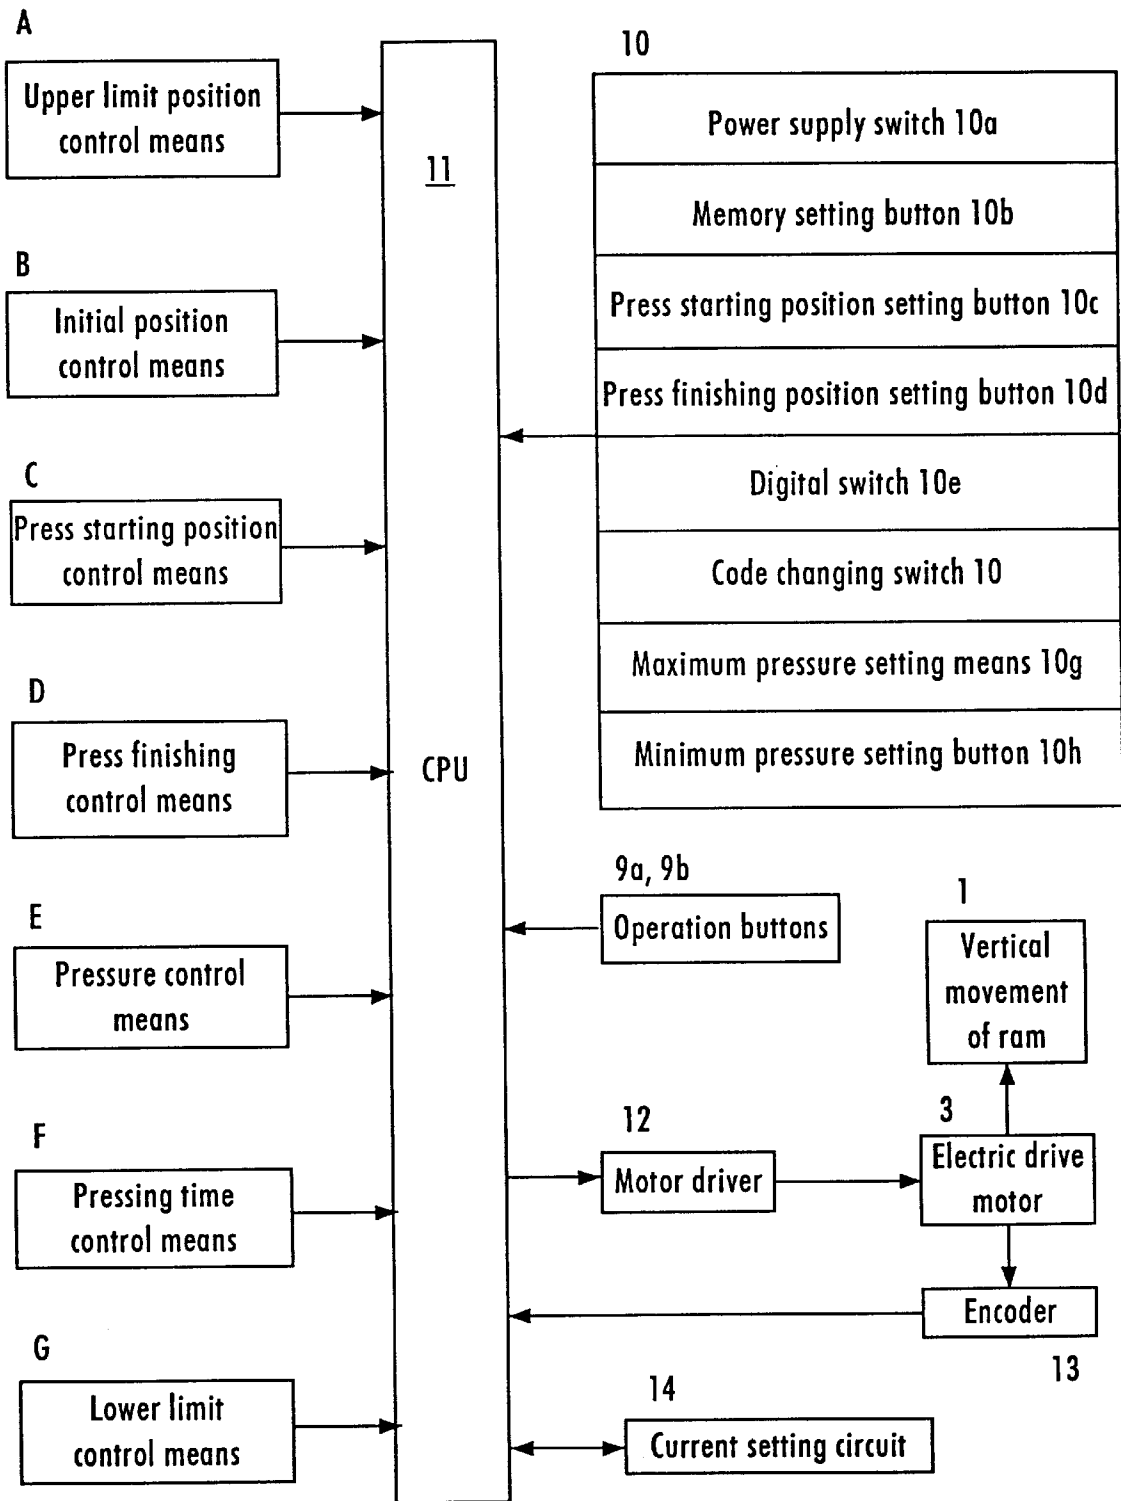 A
Upper limit position
control means
B
Initial position
control means
C
Press starting position
control means
D
Press finishing
control means
E
Pressure control
means
F
Pressing time
control means
G
Lower limit
control means
11
CPU
10
Power supply switch 10a
Memory setting button 10b
Press starting position setting button 10c
Press finishing position setting button 10d
Digital switch 10e
Code changing switch 10
Maximum pressure setting means 10g
Minimum pressure setting button 10h
9a, 9b
Operation buttons
1
Vertical
movement
of ram
12
Motor driver
3
Electric drive
motor
Encoder
13
14
Current setting circuit